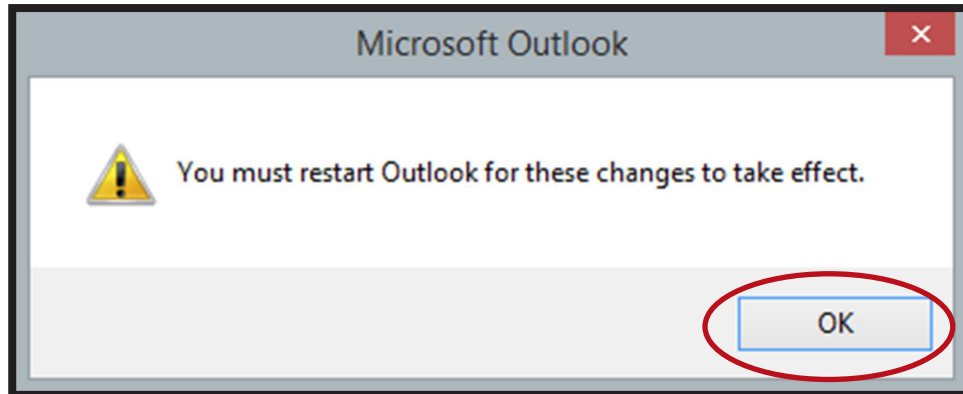 Microsoft Outlook
You must restart Outlook for these changes to take effect.
OK